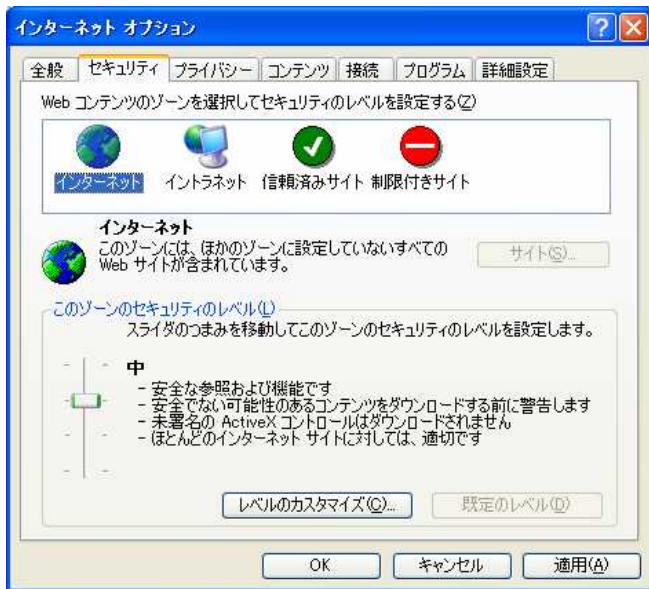 インターネット オプション
全般 セキュリティ プライバシー コンテンツ 接続 プログラム 詳細設定
Web コンテンツのゾーンを選択してセキュリティのレベルを設定する(Z)
インターネット イントラネット 信頼済みサイト 制限付きサイト
インターネット
このゾーンには、ほかのゾーンに設定していないすべての
Web サイトが含まれています。
サイト(S)...
このゾーンのセキュリティのレベル(L)
スライダのつまみを移動してこのゾーンのセキュリティのレベルを設定します。
中
- 安全な参照および機能です
- 安全でない可能性のあるコンテンツをダウンロードする前に警告します
- 未署名の ActiveX コントロールはダウンロードされません
- ほとんどのインターネット サイトに対しては、適切です
レベルのカスタマイズ(C)... 既定のレベル(D)
OK キャンセル 適用(A)